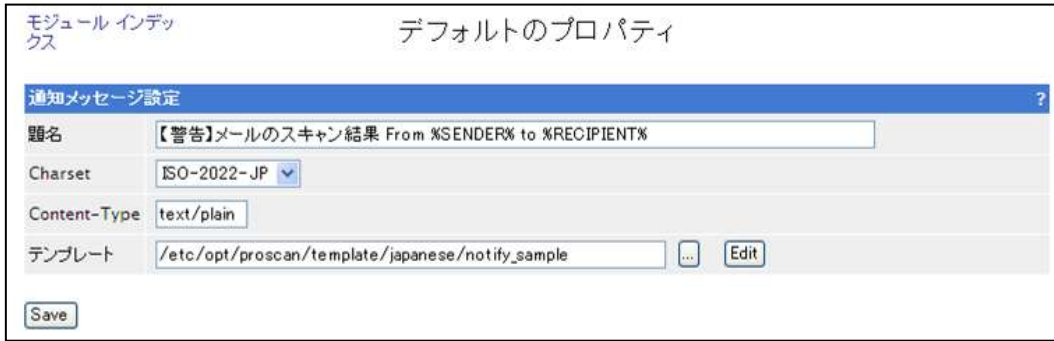 モジュール インデッ
クス
デフォルトのプロパティ
通知メッセージ設定 ?
題名 【警告】メールのスキャン結果 From %SENDER% to %RECIPIENT%
Charset ISO-2022-JP
Content-Type text/plain
テンプレート /etc/opt/proscan/template/japanese/notify_sample ... Edit
Save